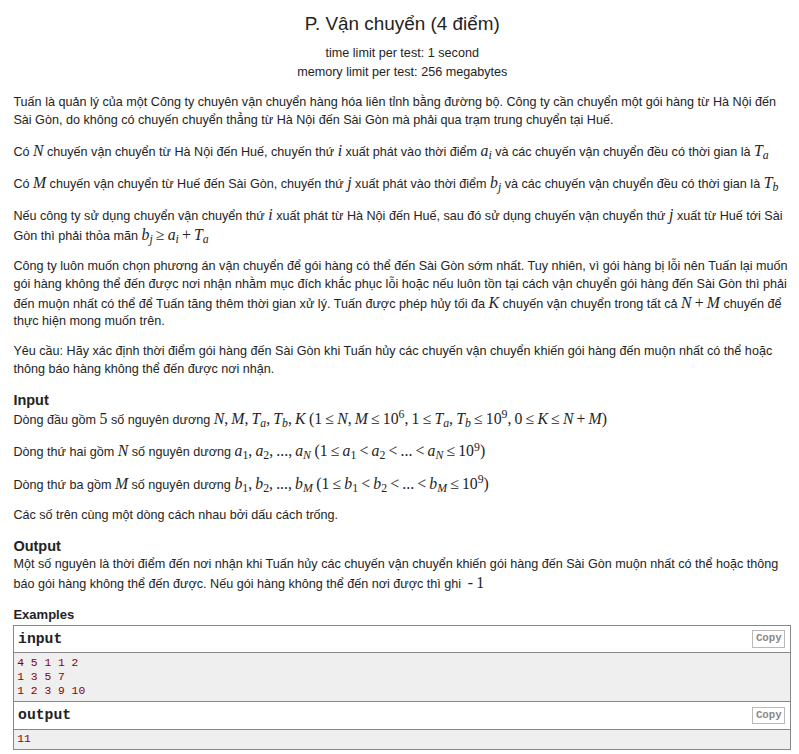 P. Vận chuyển (4 điểm)
time limit per test: 1 second
memory limit per test: 256 megabytes
Tuấn là quản lý của một Công ty chuyên vận chuyển hàng hóa liên tỉnh bằng đường bộ. Công ty cần chuyển một gói hàng từ Hà Nội đến
Sài Gòn, do không có chuyến chuyển thẳng từ Hà Nội đến Sài Gòn mà phải qua trạm trung chuyển tại Huế.
Có N chuyến vận chuyển từ Hà Nội đến Huế, chuyến thứ i xuất phát vào thời điểm a_i và các chuyến vận chuyển đều có thời gian là T_a
Có M chuyến vận chuyển từ Huế đến Sài Gòn, chuyến thứ j xuất phát vào thời điểm b_j và các chuyến vận chuyển đều có thời gian là T_b
Nếu công ty sử dụng chuyển vận chuyển thứ i xuất phát từ Hà Nội đến Huế, sau đó sử dụng chuyến vận chuyển thứ j xuất từ Huế tới Sài
Gòn thì phải thỏa mãn b_j ≥ a_i + T_a
Công ty luôn muốn chọn phương án vận chuyển để gói hàng có thể đến Sài Gòn sớm nhất. Tuy nhiên, vì gói hàng bị lỗi nên Tuấn lại muốn
gói hàng không thể đến được nơi nhận nhằm mục đích khắc phục lỗi hoặc nếu luôn tồn tại cách vận chuyển gói hàng đến Sài Gòn thì phải
đến muộn nhất có thể để Tuấn tăng thêm thời gian xử lý. Tuấn được phép hủy tối đa K chuyến vận chuyển trong tất cả N + M chuyến để
thực hiện mong muốn trên.
Yêu cầu: Hãy xác định thời điểm gói hàng đến Sài Gòn khi Tuấn hủy các chuyến vận chuyển khiến gói hàng đến muộn nhất có thể hoặc
thông báo hàng không thể đến được nơi nhận.
Input
Dòng đầu gồm 5 số nguyên dương N, M, T_a, T_b, K (1 ≤ N, M ≤ 10^6, 1 ≤ T_a, T_b ≤ 10^9, 0 ≤ K ≤ N + M)
Dòng thứ hai gồm N số nguyên dương a_1, a_2, ..., a_N (1 ≤ a_1 < a_2 < ... < a_N ≤ 10^9)
Dòng thứ ba gồm M số nguyên dương b_1, b_2, ..., b_M (1 ≤ b_1 < b_2 < ... < b_M ≤ 10^9)
Các số trên cùng một dòng cách nhau bởi dấu cách trống.
Output
Một số nguyên là thời điểm đến nơi nhận khi Tuấn hủy các chuyến vận chuyển khiến gói hàng đến Sài Gòn muộn nhất có thể hoặc thông
báo gói hàng không thể đến được. Nếu gói hàng không thể đến nơi được thì ghi - 1
Examples
input
Copy
4 5 1 1 2
1 3 5 7
1 2 3 9 10
output
Copy
11